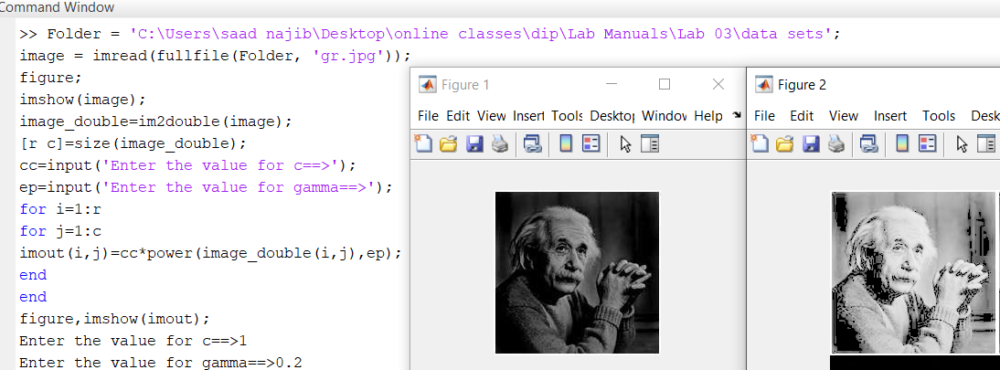 Command Window
>> Folder = 'C:\Users\saad najib\Desktop\online classes\dip\Lab Manuals\Lab 03\data sets';
image = imread(fullfile(Folder, 'gr.jpg'));
figure;
imshow(image);
image_double=im2double(image);
[r c]=size(image_double);
cc=input('Enter the value for c==>');
ep=input('Enter the value for gamma==>');
for i=1:r
for j=1:c
imout(i,j)=cc*power(image_double(i,j),ep);
end
end
figure,imshow(imout);
Enter the value for c==>1
Enter the value for gamma==>0.2
Figure 1
File Edit View Insert Tools Desktop Window Help
Figure 2
File Edit View Insert Tools Desk